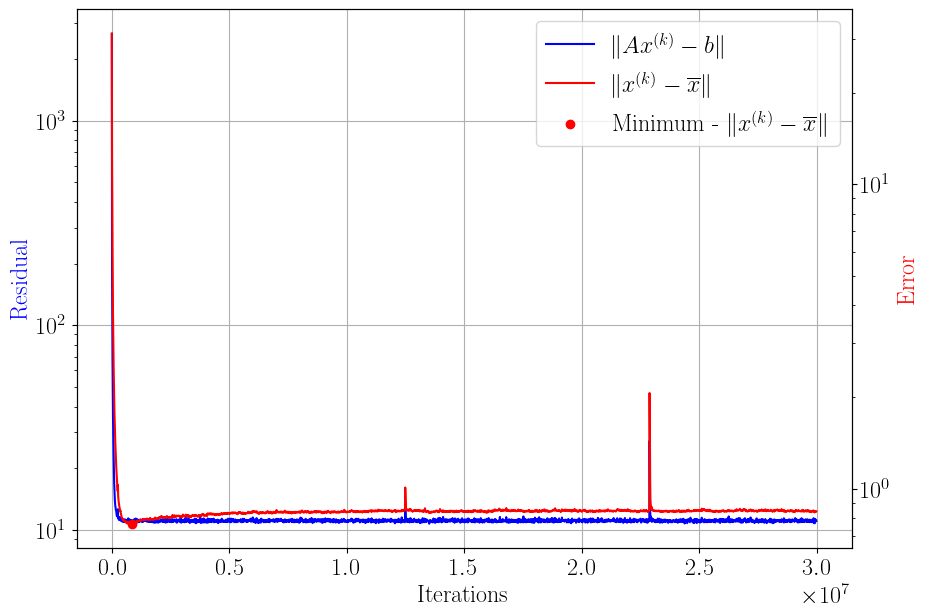 ‖Ax^{(k)} − b‖
‖x^{(k)} − x̅‖
Minimum - ‖x^{(k)} − x̅‖
10^3
10^2
10^1
Residual
10^1
10^0
Error
0.0 0.5 1.0 1.5 2.0 2.5 3.0
Iterations
×10^7